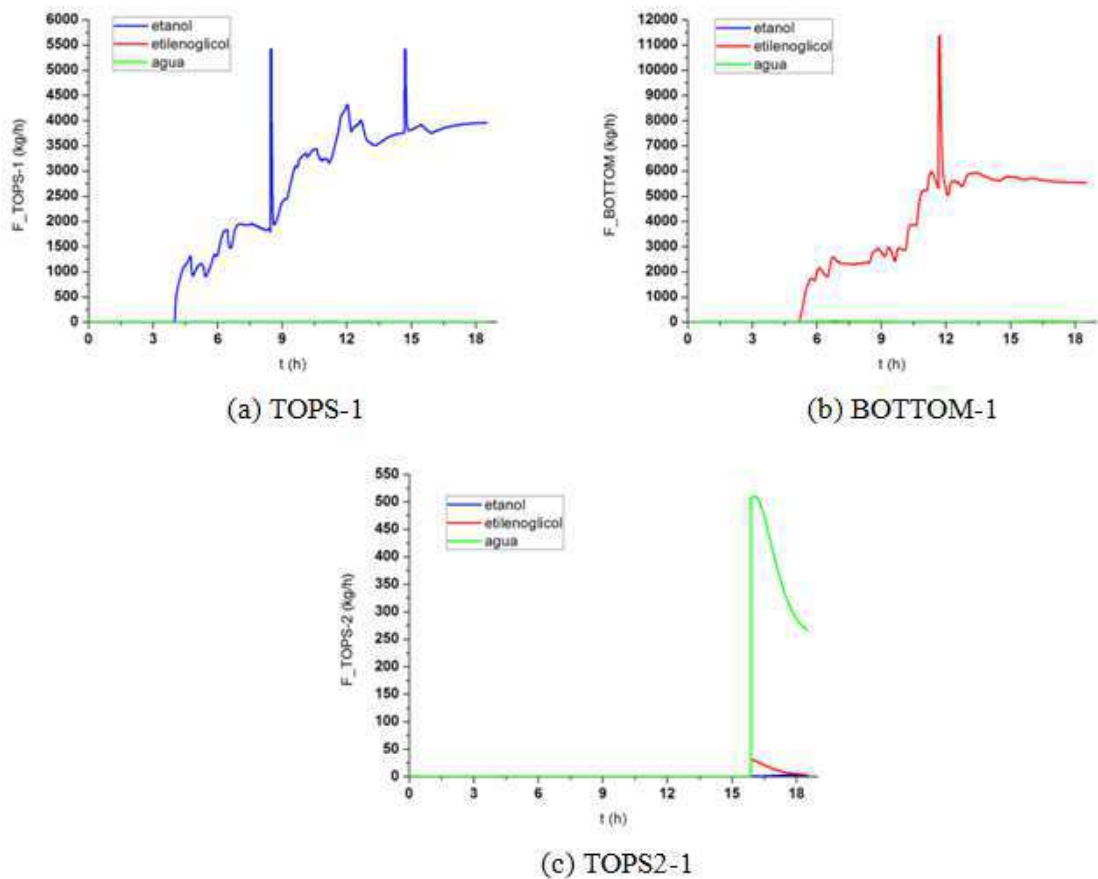 6000
5500
5000
4500
4000
3500
3000
2500
2000
1500
1000
500
0
F_TOPS-1 (kg/h)
etanol
etilenoglicol
agua
0 3 6 9 12 15 18
t (h)
(a) TOPS-1
12000
11000
10000
9000
8000
7000
6000
5000
4000
3000
2000
1000
0
F_BOTTOM (kg/h)
etanol
etilenoglicol
agua
0 3 6 9 12 15 18
t (h)
(b) BOTTOM-1
550
500
450
400
350
300
250
200
150
100
50
0
F_TOPS-2 (kg/h)
etanol
etilenoglicol
agua
0 3 6 9 12 15 18
t (h)
(c) TOPS2-1